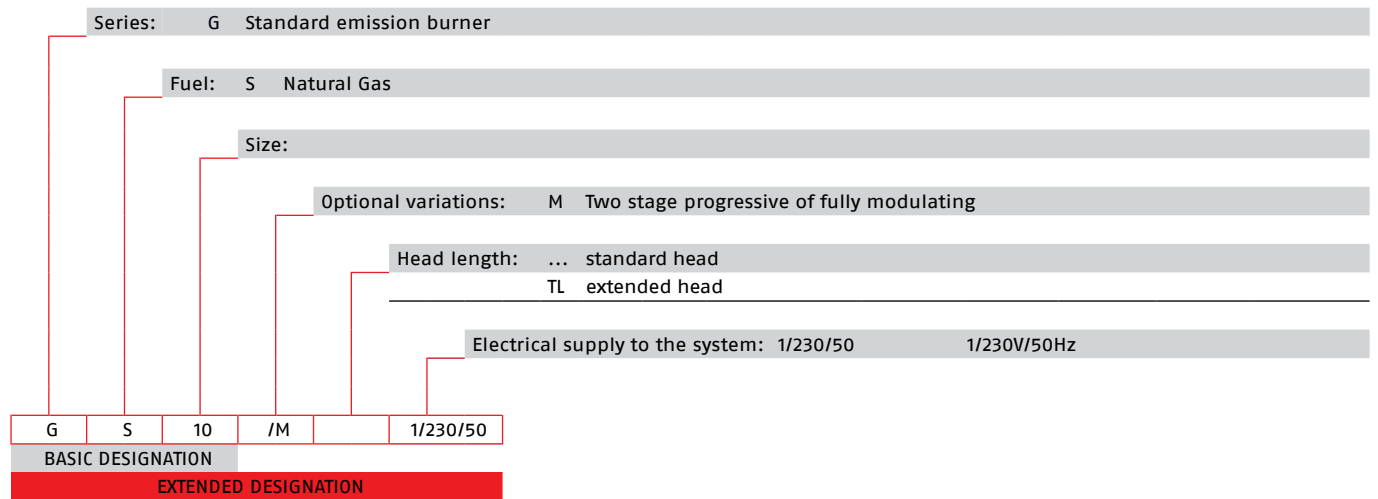 Series: G Standard emission burner
Fuel: S Natural Gas
Size:
Optional variations: M Two stage progressive of fully modulating
Head length: ... standard head
TL extended head
Electrical supply to the system: 1/230/50 1/230V/50Hz
G S 10 /M 1/230/50
BASIC DESIGNATION
EXTENDED DESIGNATION